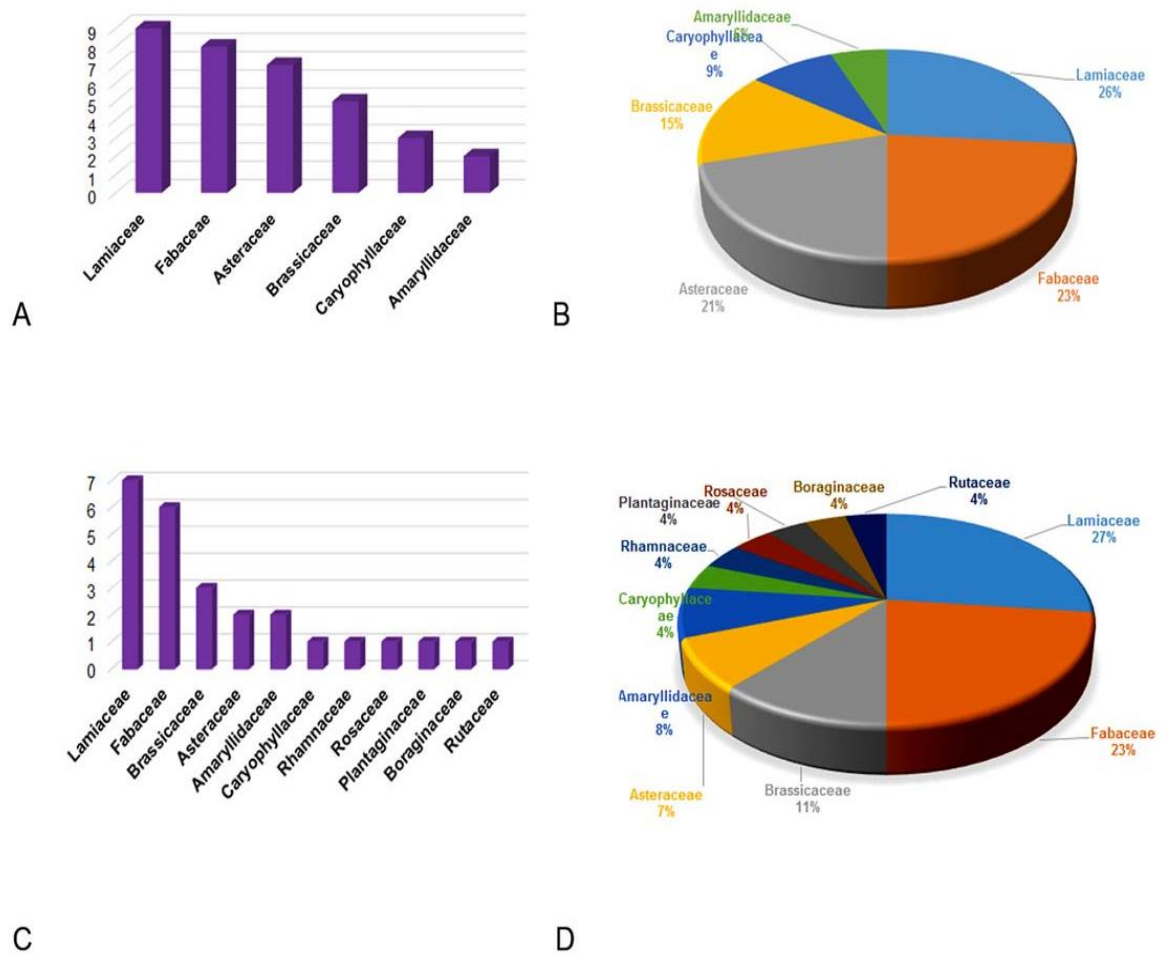 9
8
7
6
5
4
3
2
1
0
Lamiaceae
Fabaceae
Asteraceae
Brassicaceae
Caryophyllaceae
Amaryllidaceae
A
Amaryllidaceae
6%
Caryophyllacea
e
9%
Brassicaceae
15%
Asteraceae
21%
Lamiaceae
26%
Fabaceae
23%
B
7
6
5
4
3
2
1
0
Lamiaceae
Fabaceae
Brassicaceae
Asteraceae
Amaryllidaceae
Caryophyllaceae
Rhamnaceae
Rosaceae
Plantaginaceae
Boraginaceae
Rutaceae
C
Rutaceae
4%
Boraginaceae
4%
Rosaceae
4%
Plantaginaceae
4%
Rhamnaceae
4%
Caryophyllace
ae
4%
Amaryllidacea
e
8%
Asteraceae
7%
Brassicaceae
11%
Lamiaceae
27%
Fabaceae
23%
D